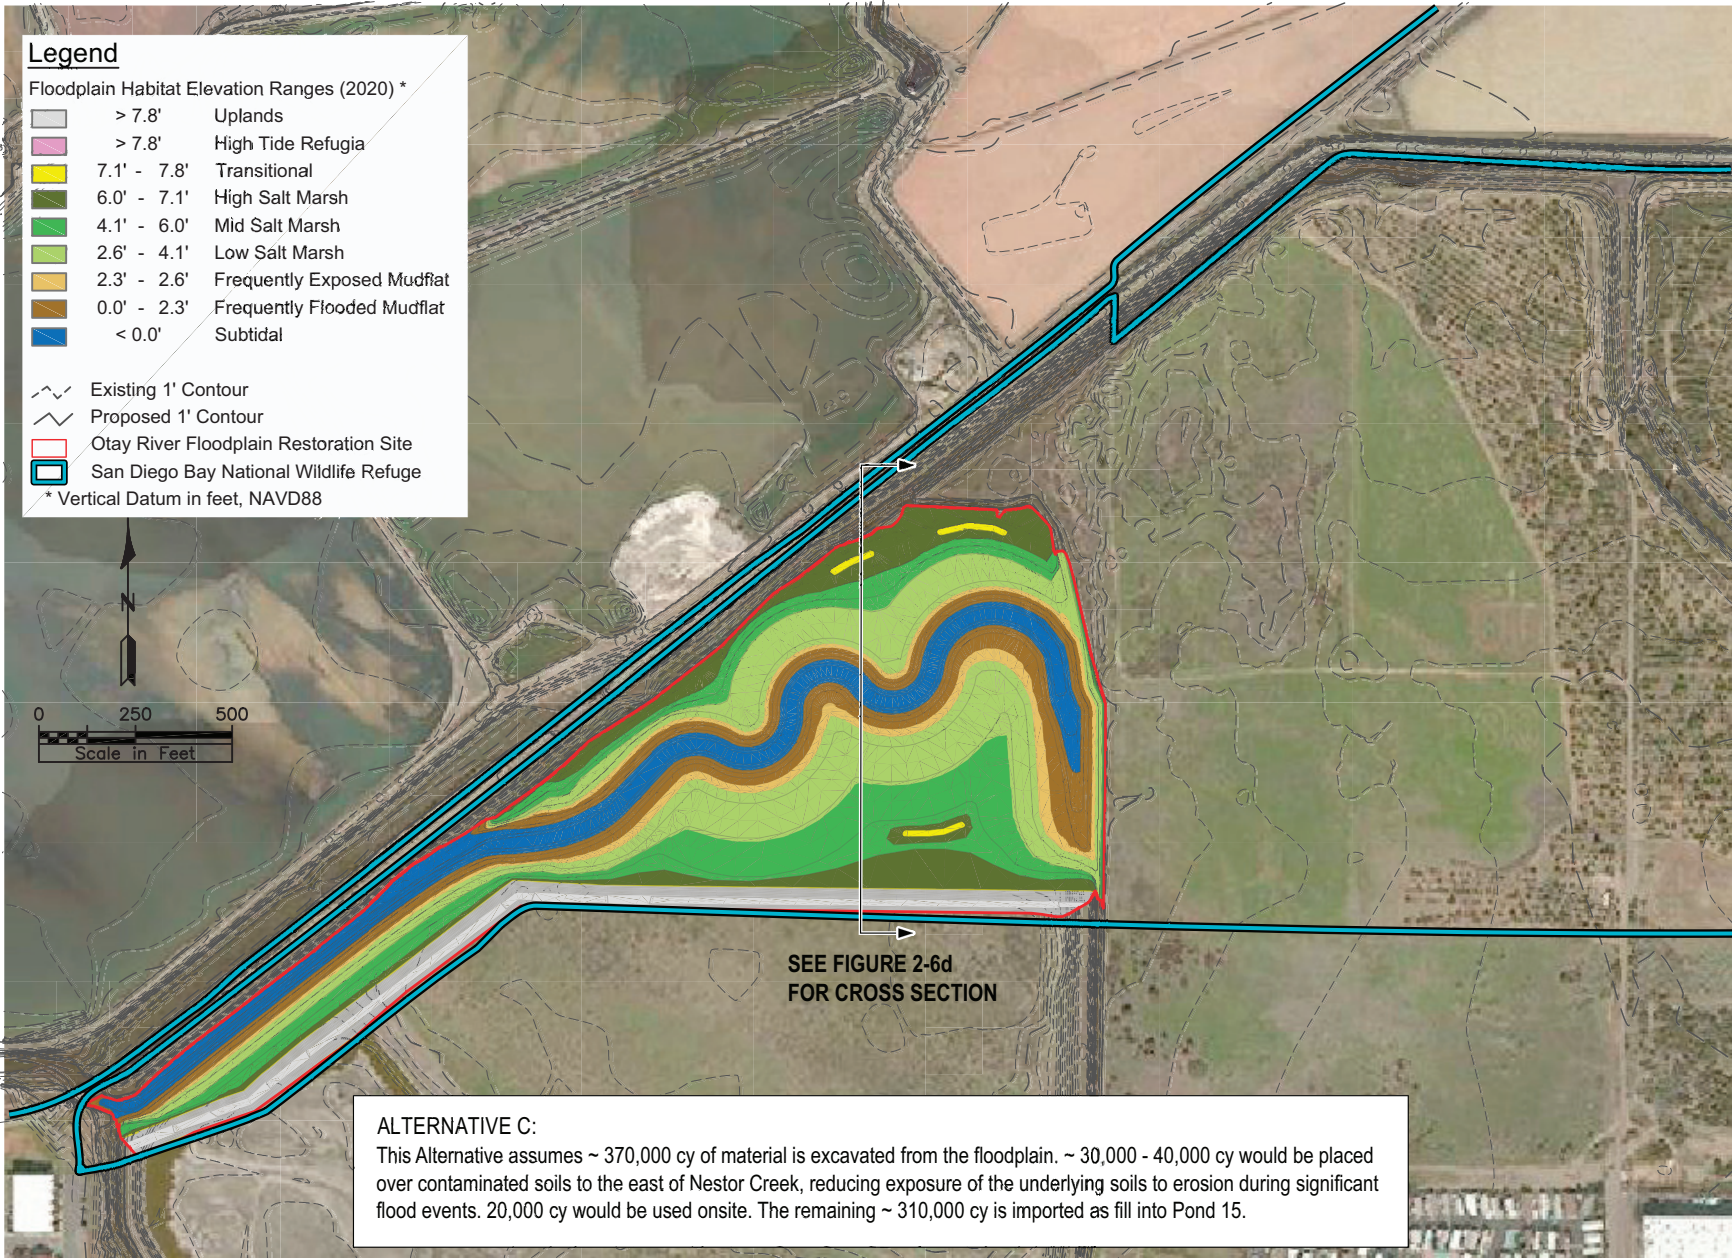 Legend
Floodplain Habitat Elevation Ranges (2020) *
> 7.8' Uplands
> 7.8' High Tide Refugia
7.1' - 7.8' Transitional
6.0' - 7.1' High Salt Marsh
4.1' - 6.0' Mid Salt Marsh
2.6' - 4.1' Low Salt Marsh
2.3' - 2.6' Frequently Exposed Mudflat
0.0' - 2.3' Frequently Flooded Mudflat
< 0.0' Subtidal
Existing 1' Contour
Proposed 1' Contour
Otay River Floodplain Restoration Site
San Diego Bay National Wildlife Refuge
* Vertical Datum in feet, NAVD88
N
0 250 500
Scale in Feet
SEE FIGURE 2-6d
FOR CROSS SECTION
ALTERNATIVE C:
This Alternative assumes ~ 370,000 cy of material is excavated from the floodplain. ~ 30,000 - 40,000 cy would be placed
over contaminated soils to the east of Nestor Creek, reducing exposure of the underlying soils to erosion during significant
flood events. 20,000 cy would be used onsite. The remaining ~ 310,000 cy is imported as fill into Pond 15.